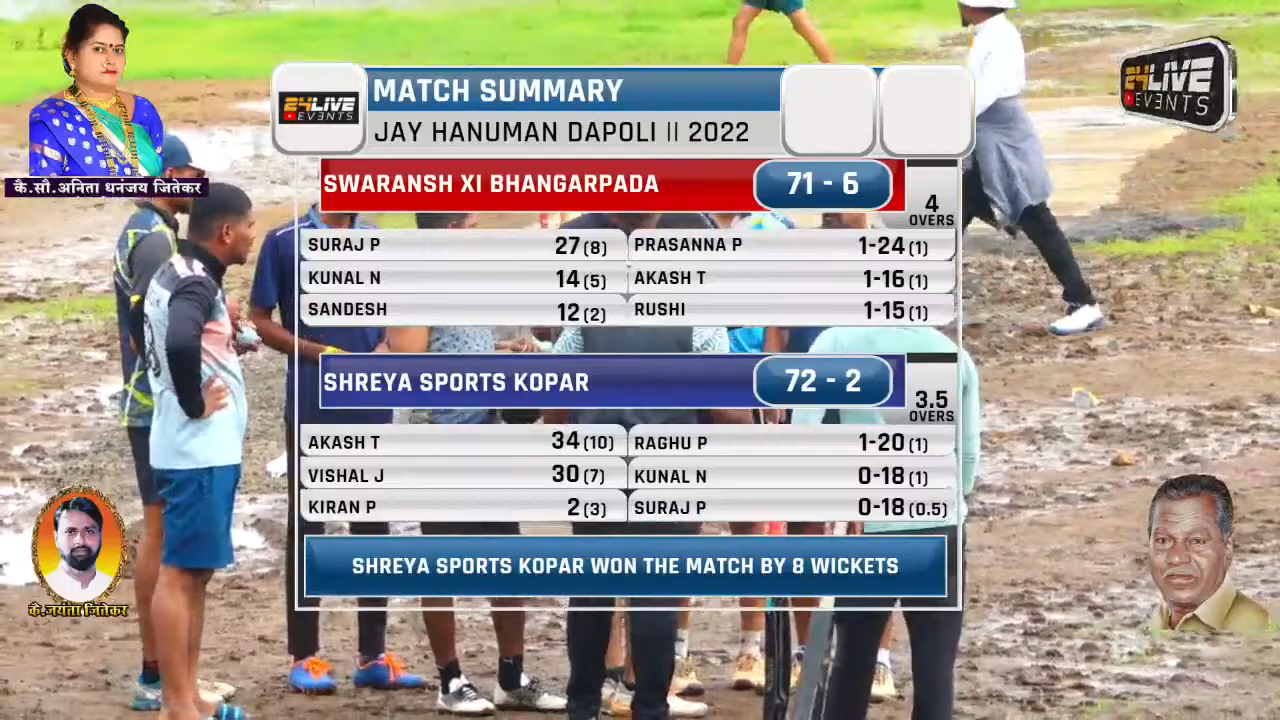 24LIVE
EVENTS
MATCH SUMMARY
JAY HANUMAN DAPOLI II 2022
24LIVE
EVENTS
कै.सौ.अनिता धनंजय जितेकर
SWARANSH XI BHANGARPADA 71 - 6 4 OVERS
SURAJ P 27 (8) PRASANNA P 1-24 (1)
KUNAL N 14 (5) AKASH T 1-16 (1)
SANDESH 12 (2) RUSHI 1-15 (1)
SHREYA SPORTS KOPAR 72 - 2 3.5 OVERS
AKASH T 34 (10) RAGHU P 1-20 (1)
VISHAL J 30 (7) KUNAL N 0-18 (1)
KIRAN P 2 (3) SURAJ P 0-18 (0.5)
SHREYA SPORTS KOPAR WON THE MATCH BY 8 WICKETS
कै.जयंता जितेकर